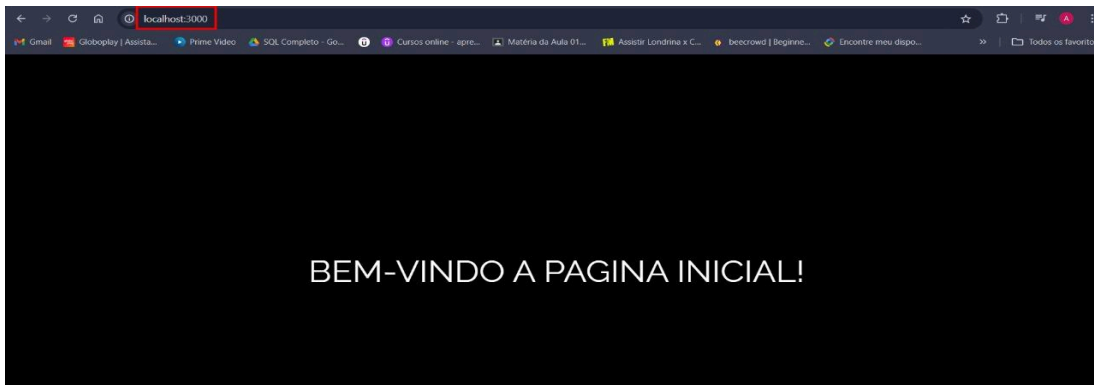 localhost:3000
Gmail Globoplay | Assista... Prime Video SQL Completo - Go... Cursos online - apre... Matéria da Aula 01... Assistir Londrina x C... beecrowd | Beginne... Encontre meu dispo... » Todos os favorito
BEM-VINDO A PAGINA INICIAL!